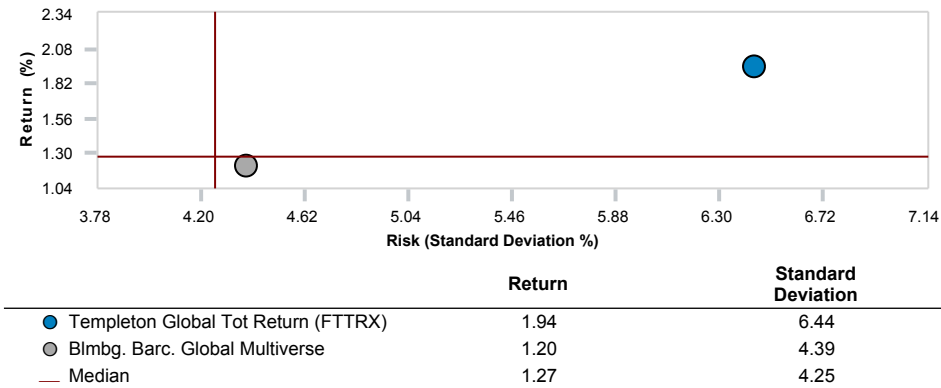 2.34
2.08
1.82
1.56
1.30
1.04
Return (%)
3.78 4.20 4.62 5.04 5.46 5.88 6.30 6.72 7.14
Risk (Standard Deviation %)
Return Standard Deviation
Templeton Global Tot Return (FTTRX) 1.94 6.44
Blmbg. Barc. Global Multiverse 1.20 4.39
Median 1.27 4.25